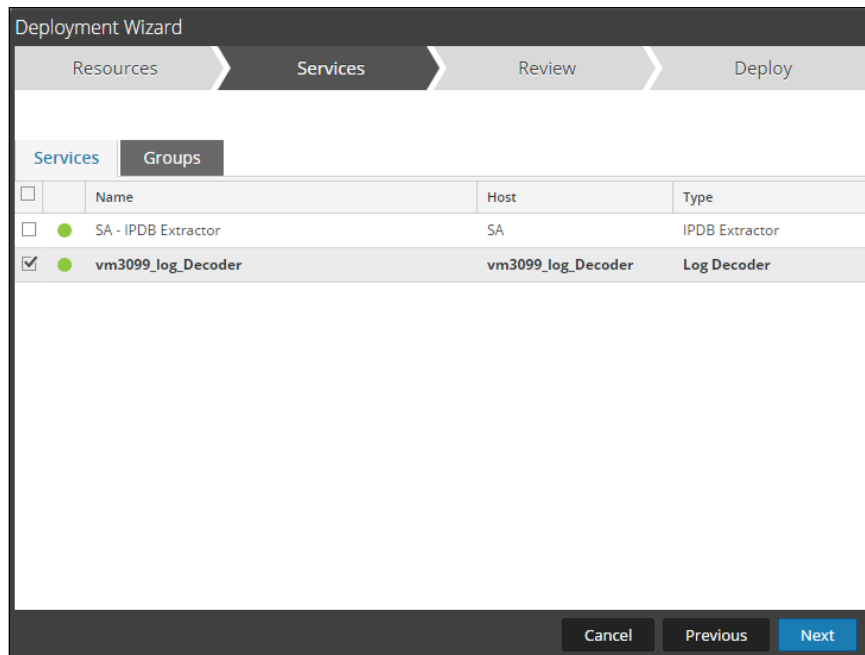 Deployment Wizard
Resources Services Review Deploy
Services Groups
Name Host Type
SA - IPDB Extractor SA IPDB Extractor
vm3099_log_Decoder vm3099_log_Decoder Log Decoder
Cancel Previous Next